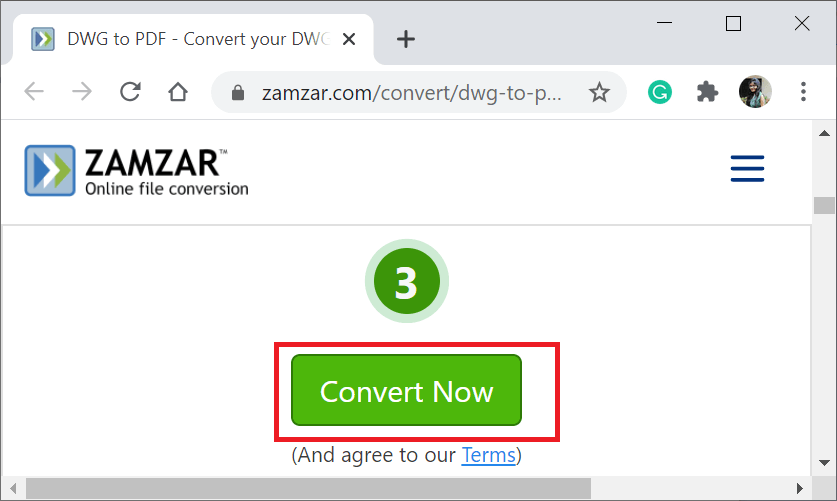 DWG to PDF - Convert your DWG
zamzar.com/convert/dwg-to-p...
ZAMZAR™
Online file conversion
3
Convert Now
(And agree to our Terms)